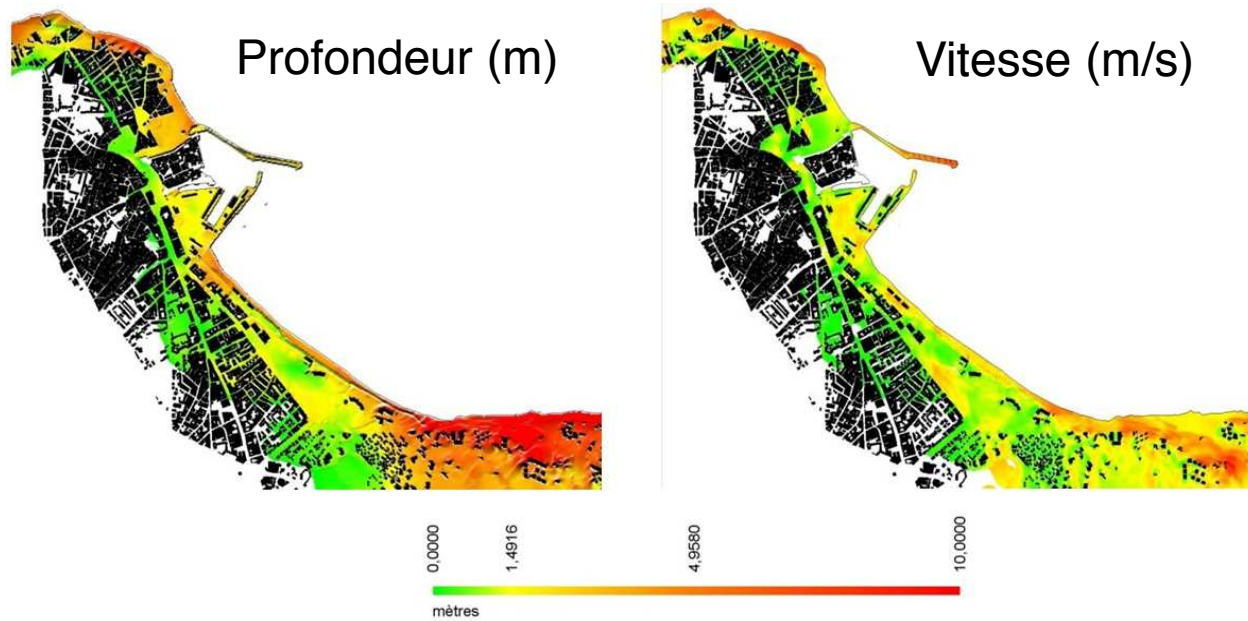 Profondeur (m)
Vitesse (m/s)
0,0000
1,4916
4,9580
10,0000
mètres